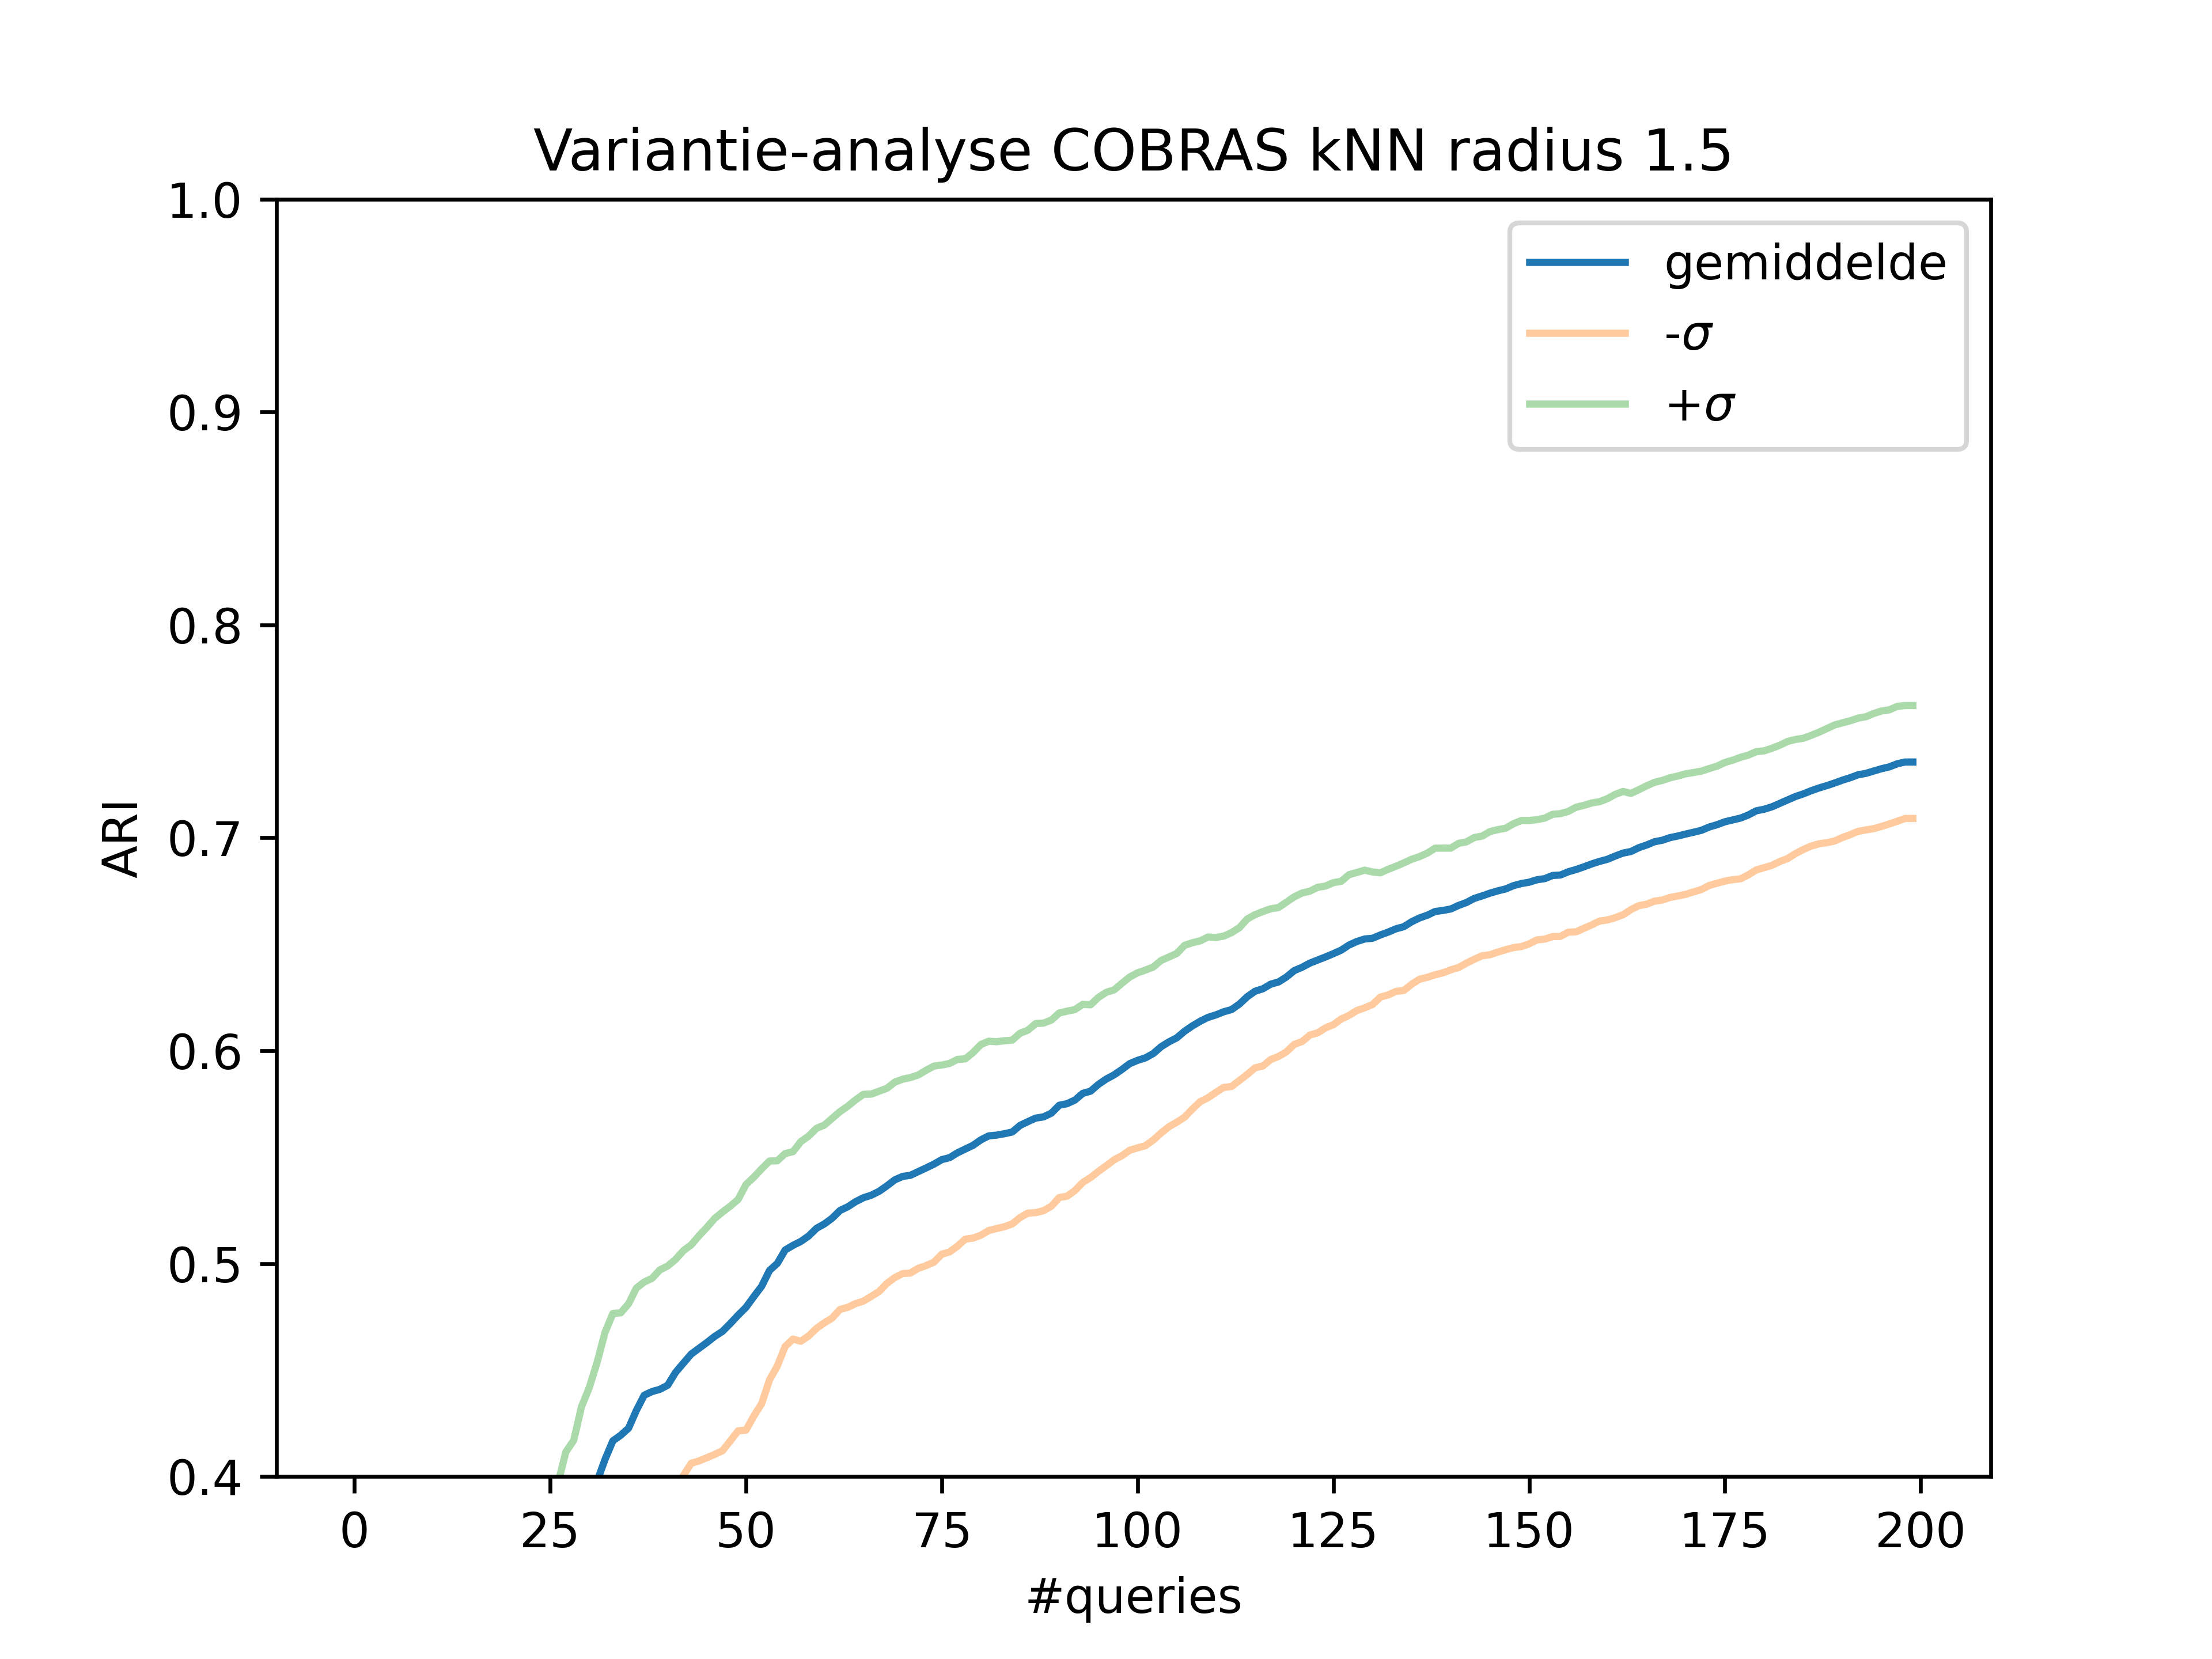 Variantie-analyse COBRAS kNN radius 1.5
1.0
0.9
0.8
0.7
0.6
0.5
0.4
ARI
gemiddelde
-σ
+σ
0 25 50 75 100 125 150 175 200
#queries